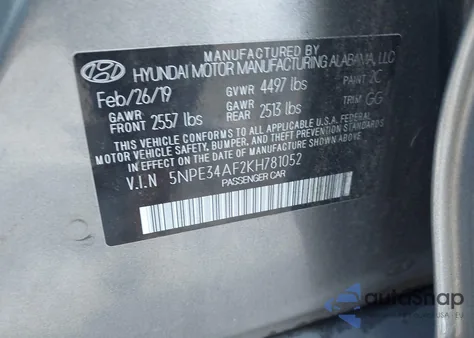 MANUFACTURED BY
HYUNDAI MOTOR MANUFACTURING ALABAMA, LLC
Feb/26/19 GVWR 4497 lbs PAINT 2C
GAWR FRONT 2557 lbs GAWR REAR 2513 lbs TRIM GG
THIS VEHICLE CONFORMS TO ALL APPLICABLE U.S. FEDERAL
MOTOR VEHICLE SAFETY, BUMPER, AND THEFT PREVENTION
STANDARDS IN EFFECT ON THE DATE OF MANUFACTURE SHOWN ABOVE.
V.I.N 5NPE34AF2KH781052
PASSENGER CAR
autosnap